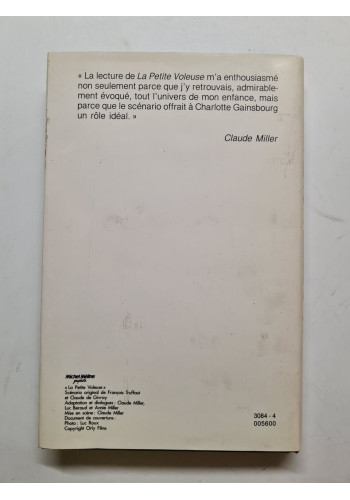 « La lecture de La Petite Voleuse m'a enthousiasmé
non seulement parce que j'y retrouvais, admirable-
ment évoqué, tout l'univers de mon enfance, mais
parce que le scénario offrait à Charlotte Gainsbourg
un rôle idéal. »
Claude Miller
« La Petite Voleuse »
Scénario original de François Truffaut
et Claude de Givray
Adaptation et dialogues : Claude Miller,
Luc Béraud et Annie Miller
Mise en scène : Claude Miller
Document de couverture :
Photo : Luc Roux
Copyright Orly Films
3084 - 4
005600